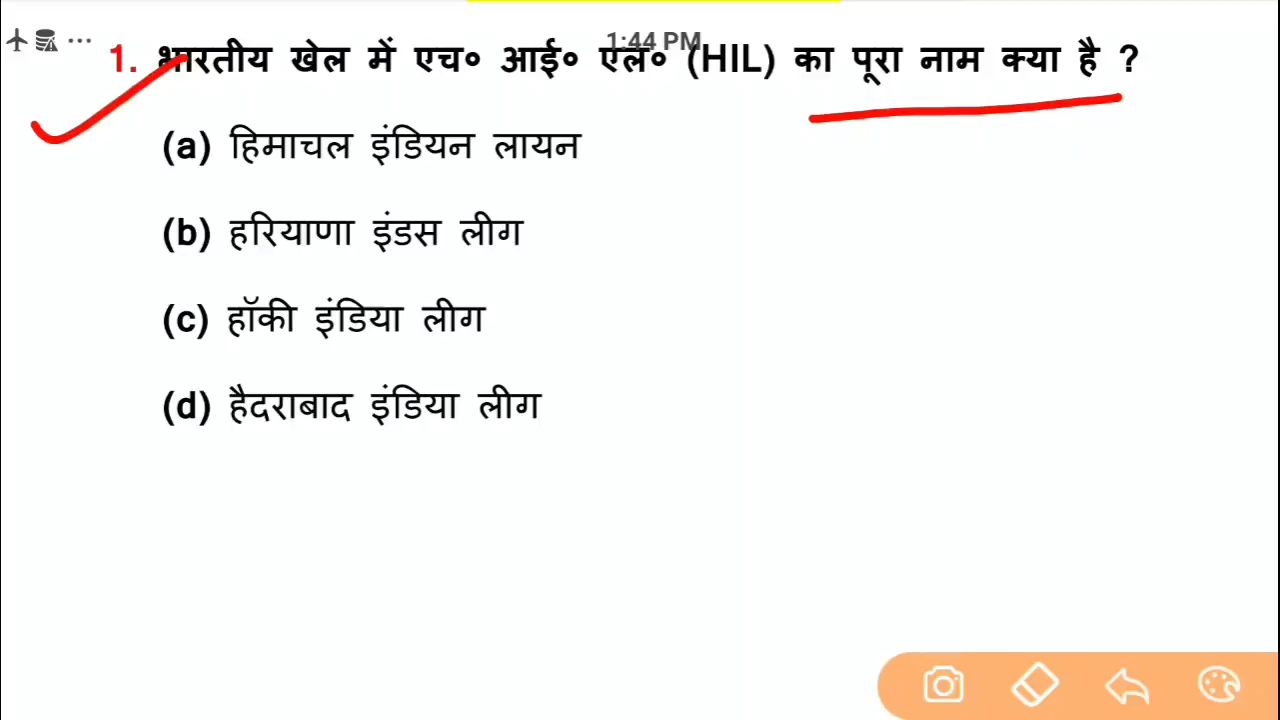 1:44 PM
1. भारतीय खेल में एच० आई० एल० (HIL) का पूरा नाम क्या है ?
(a) हिमाचल इंडियन लायन
(b) हरियाणा इंडस लीग
(c) हॉकी इंडिया लीग
(d) हैदराबाद इंडिया लीग